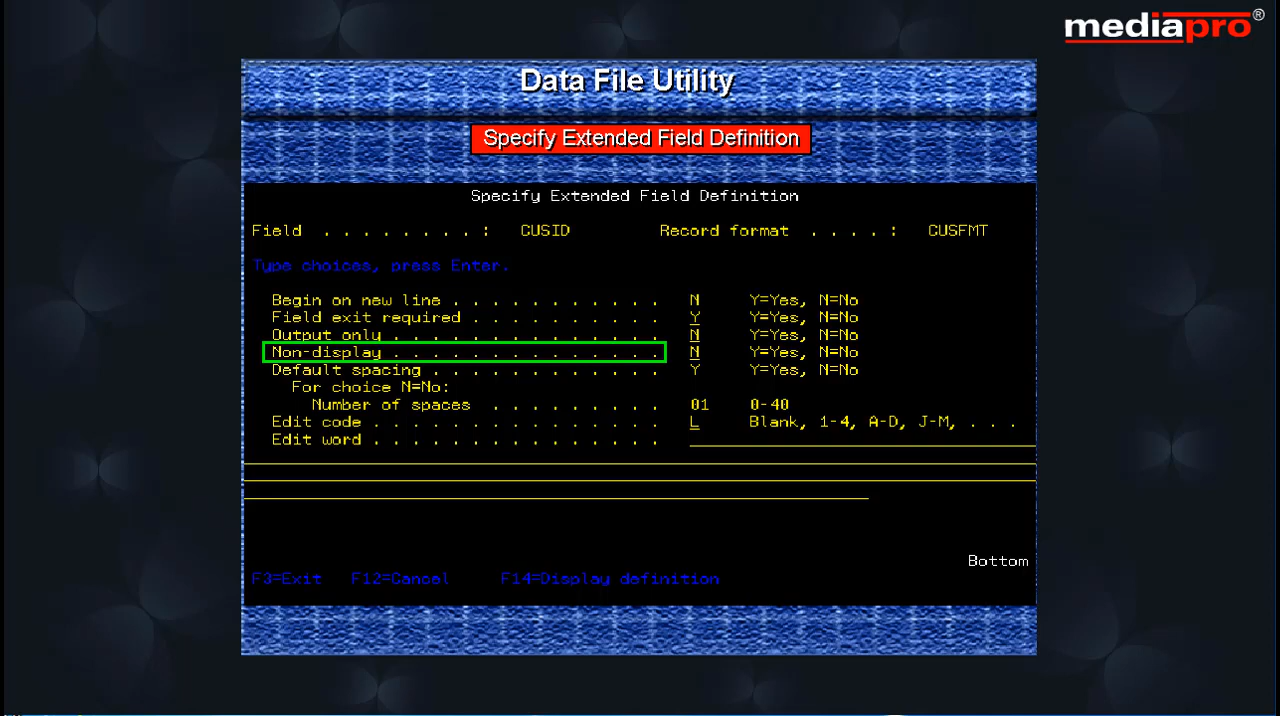 mediapro®
Data File Utility
Specify Extended Field Definition
Specify Extended Field Definition
Field . . . . . . . . : CUSID Record format . . . . : CUSFMT
Type choices, press Enter.
Begin on new line . . . . . . . . . . . N Y=Yes, N=No
Field exit required . . . . . . . . . . Y Y=Yes, N=No
Output only . . . . . . . . . . . . . . N Y=Yes, N=No
Non-display . . . . . . . . . . . . . . N Y=Yes, N=No
Default spacing . . . . . . . . . . . . Y Y=Yes, N=No
For choice N=No:
Number of spaces . . . . . . . . . 01 0-40
Edit code . . . . . . . . . . . . . . . L Blank, 1-4, A-D, J-M, . . .
Edit word . . . . . . . . . . . . . . .
Bottom
F3=Exit F12=Cancel F14=Display definition